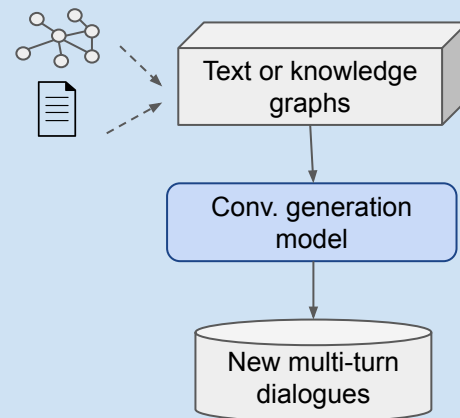 Text or knowledge
graphs
Conv. generation
model
New multi-turn
dialogues